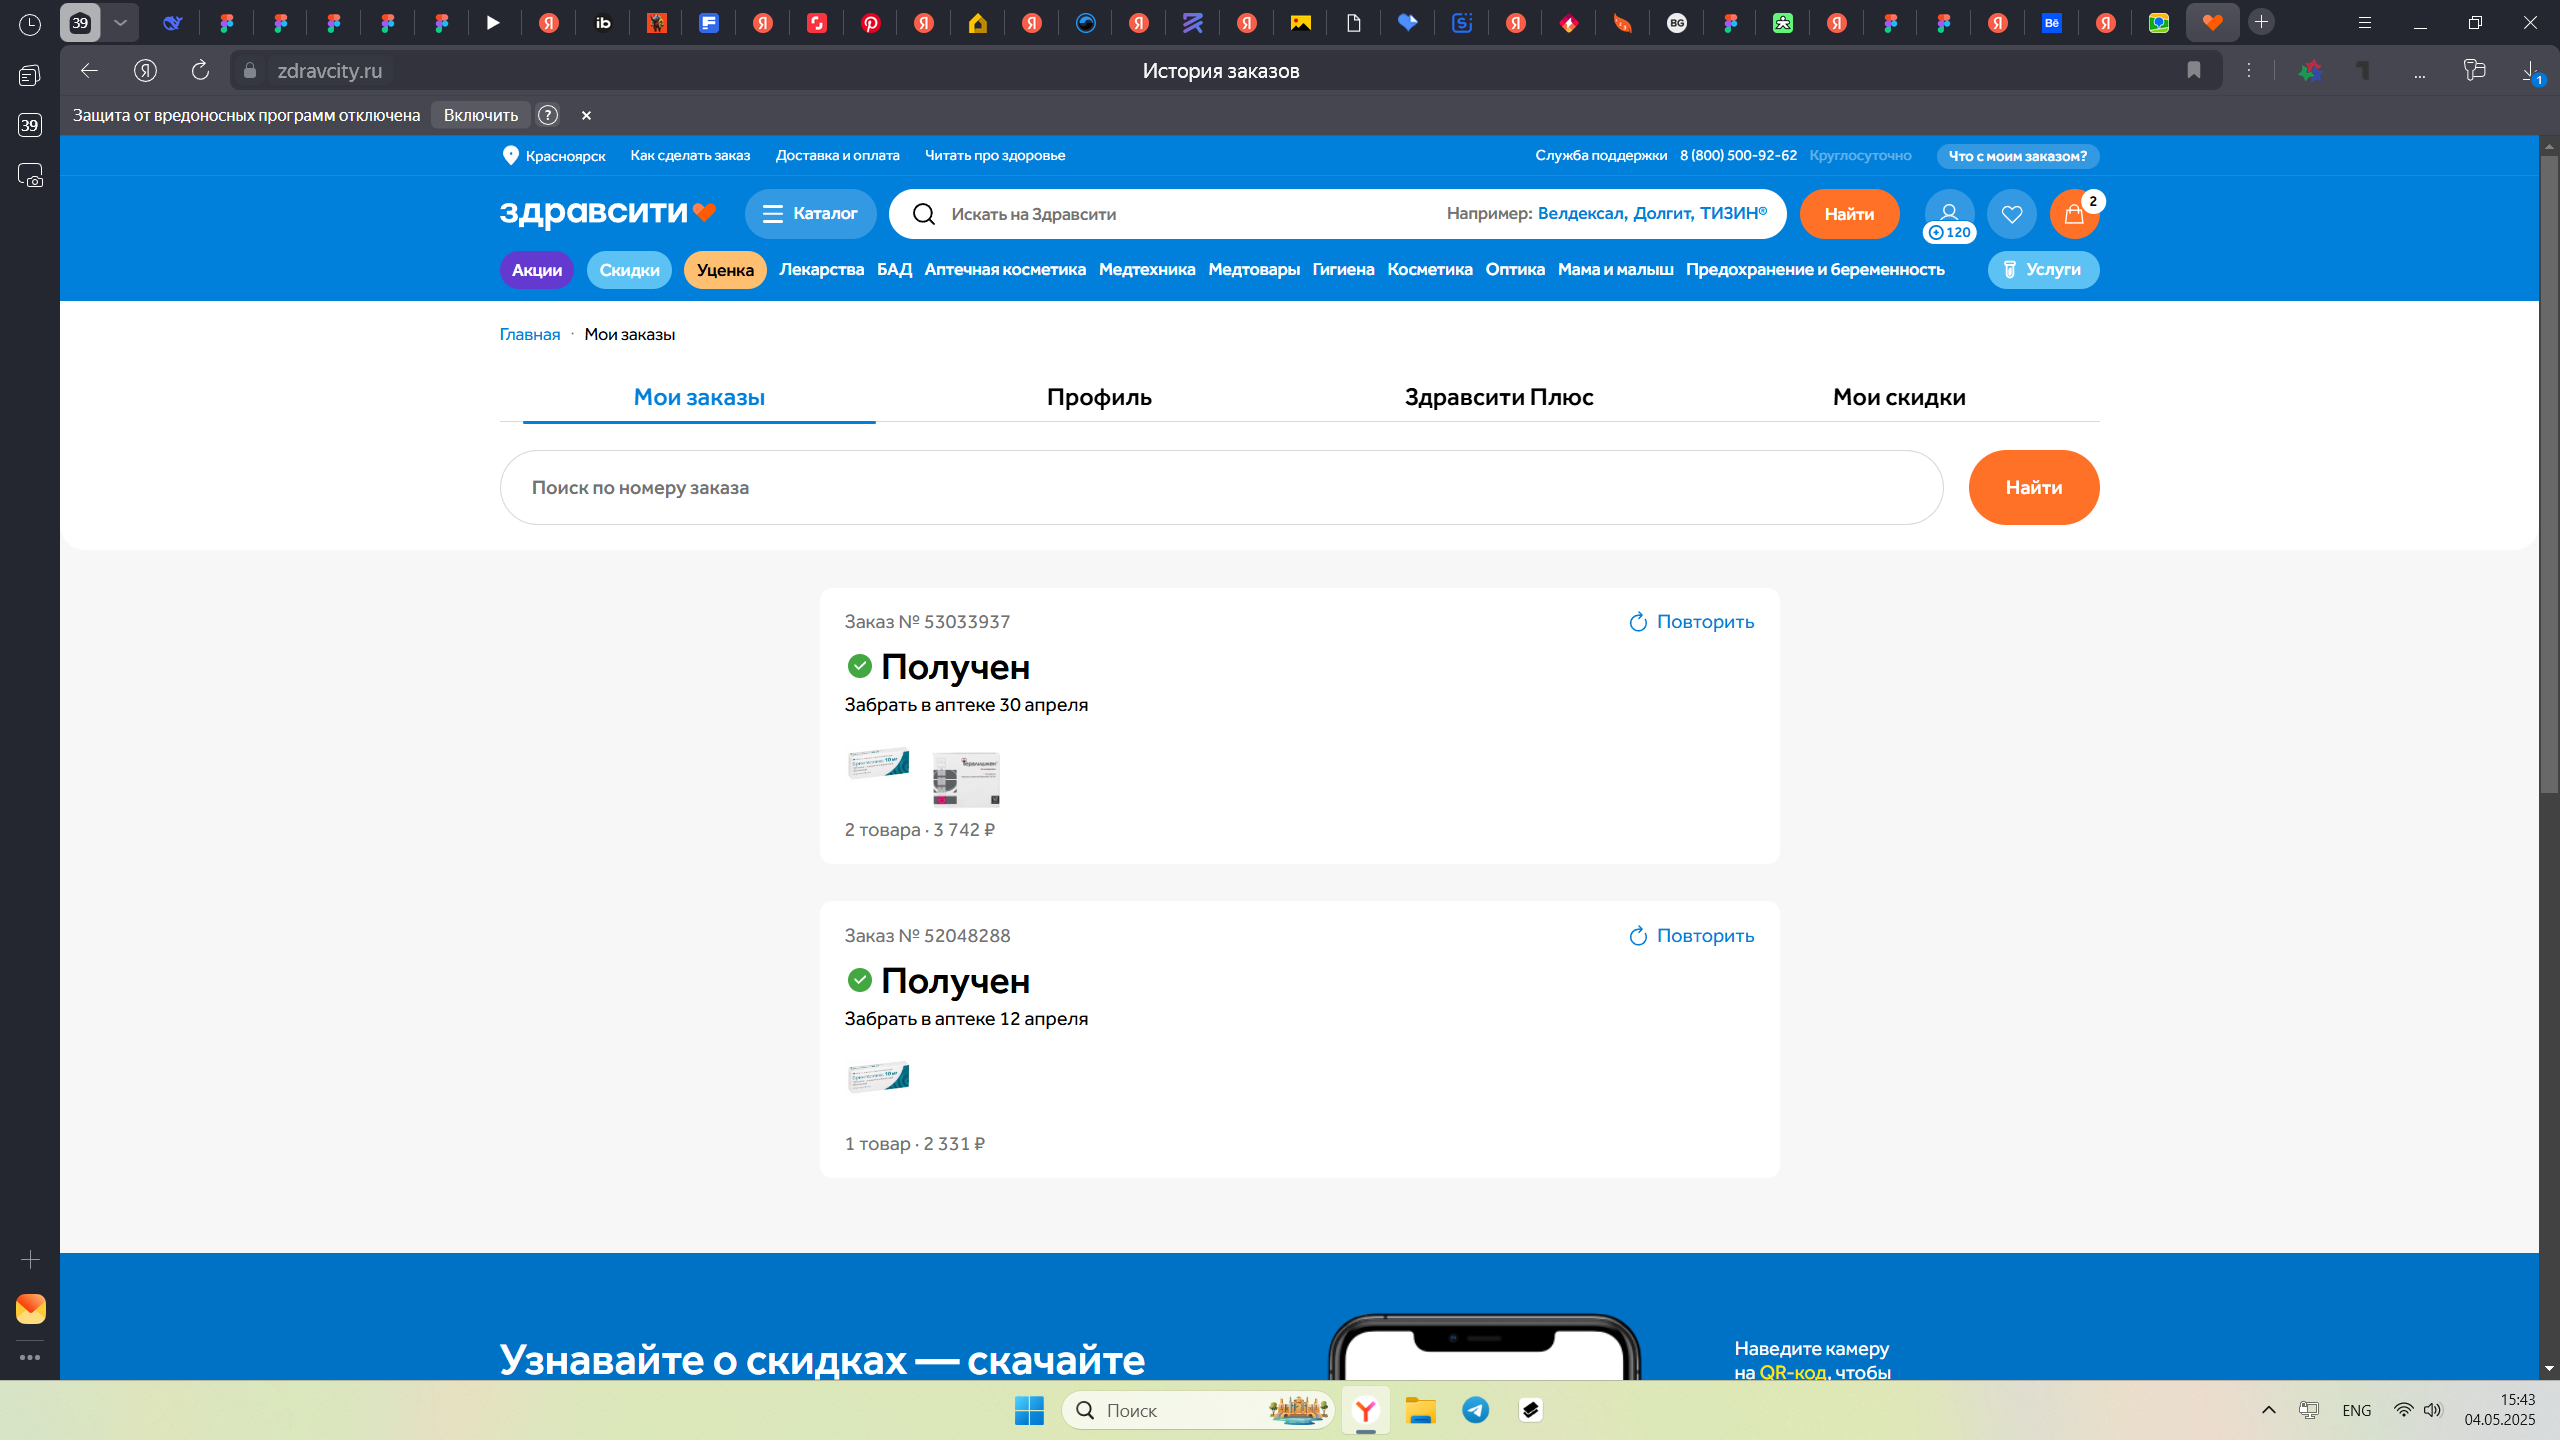 39
zdravcity.ru
История заказов
...
1
39
Защита от вредоносных программ отключена
Включить
?
Красноярск
Как сделать заказ
Доставка и оплата
Читать про здоровье
Служба поддержки
8 (800) 500-92-62
Круглосуточно
Что с моим заказом?
здравсити
Каталог
Искать на Здравсити
Например: Велдексал, Долгит, ТИЗИН®
Найти
120
2
Акции
Скидки
Уценка
Лекарства
БАД
Аптечная косметика
Медтехника
Медтовары
Гигиена
Косметика
Оптика
Мама и малыш
Предохранение и беременность
Услуги
Главная · Мои заказы
Мои заказы
Профиль
Здравсити Плюс
Мои скидки
Поиск по номеру заказа
Найти
Заказ № 53033937
Повторить
Получен
Забрать в аптеке 30 апреля
2 товара · 3 742 ₽
Заказ № 52048288
Повторить
Получен
Забрать в аптеке 12 апреля
1 товар · 2 331 ₽
Узнавайте о скидках — скачайте
Наведите камеру
на QR-код, чтобы
Поиск
ENG
15:43
04.05.2025